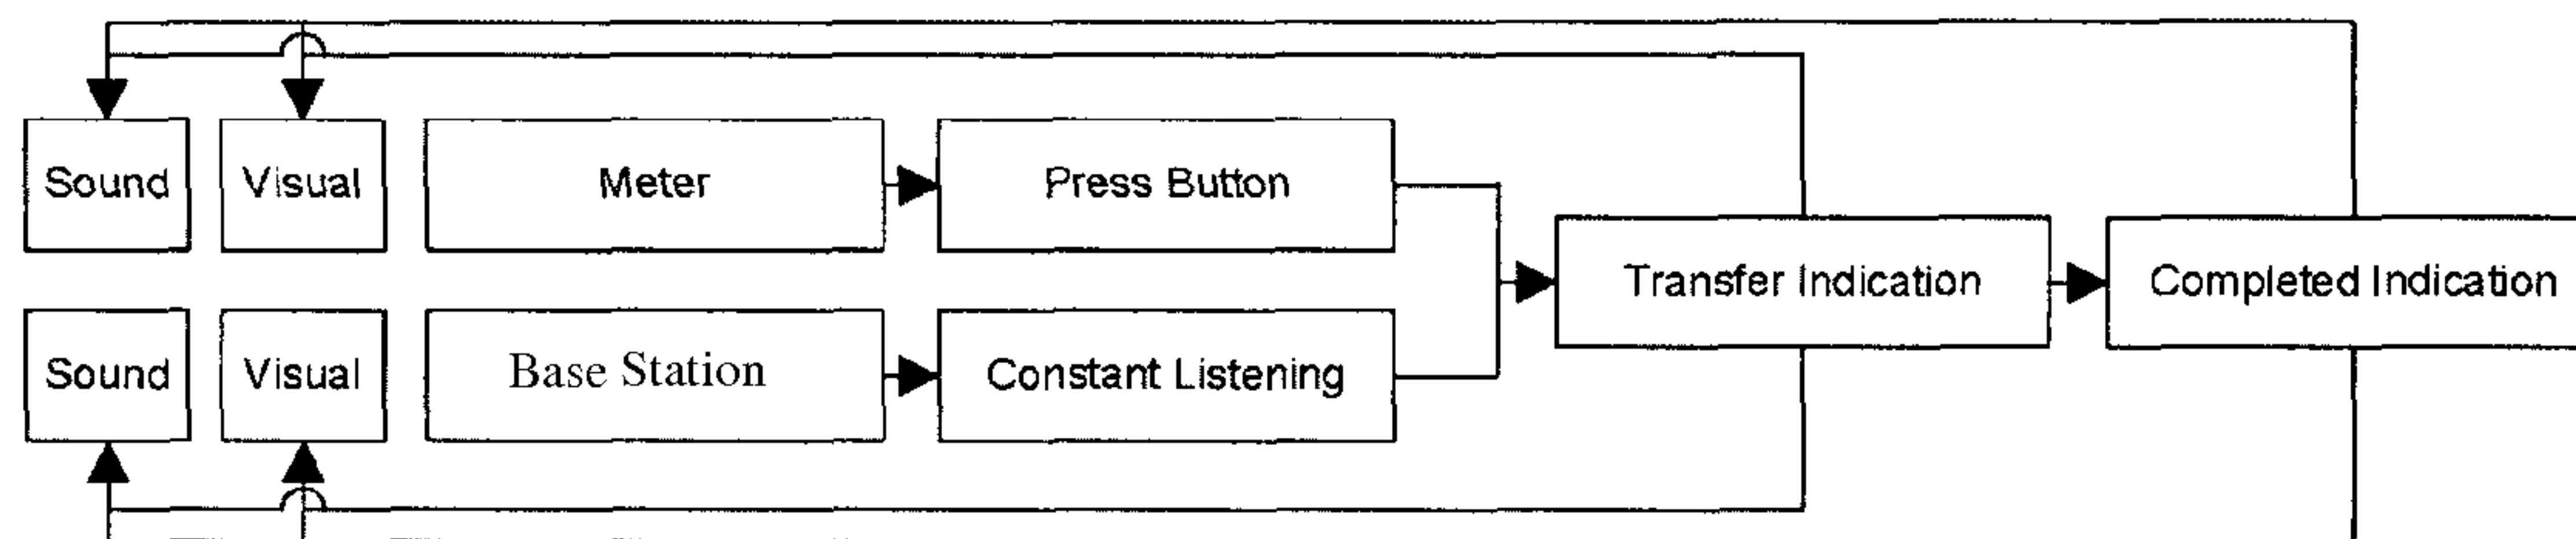 Sound
Visual
Meter
Press Button
Transfer Indication
Completed Indication
Sound
Visual
Base Station
Constant Listening